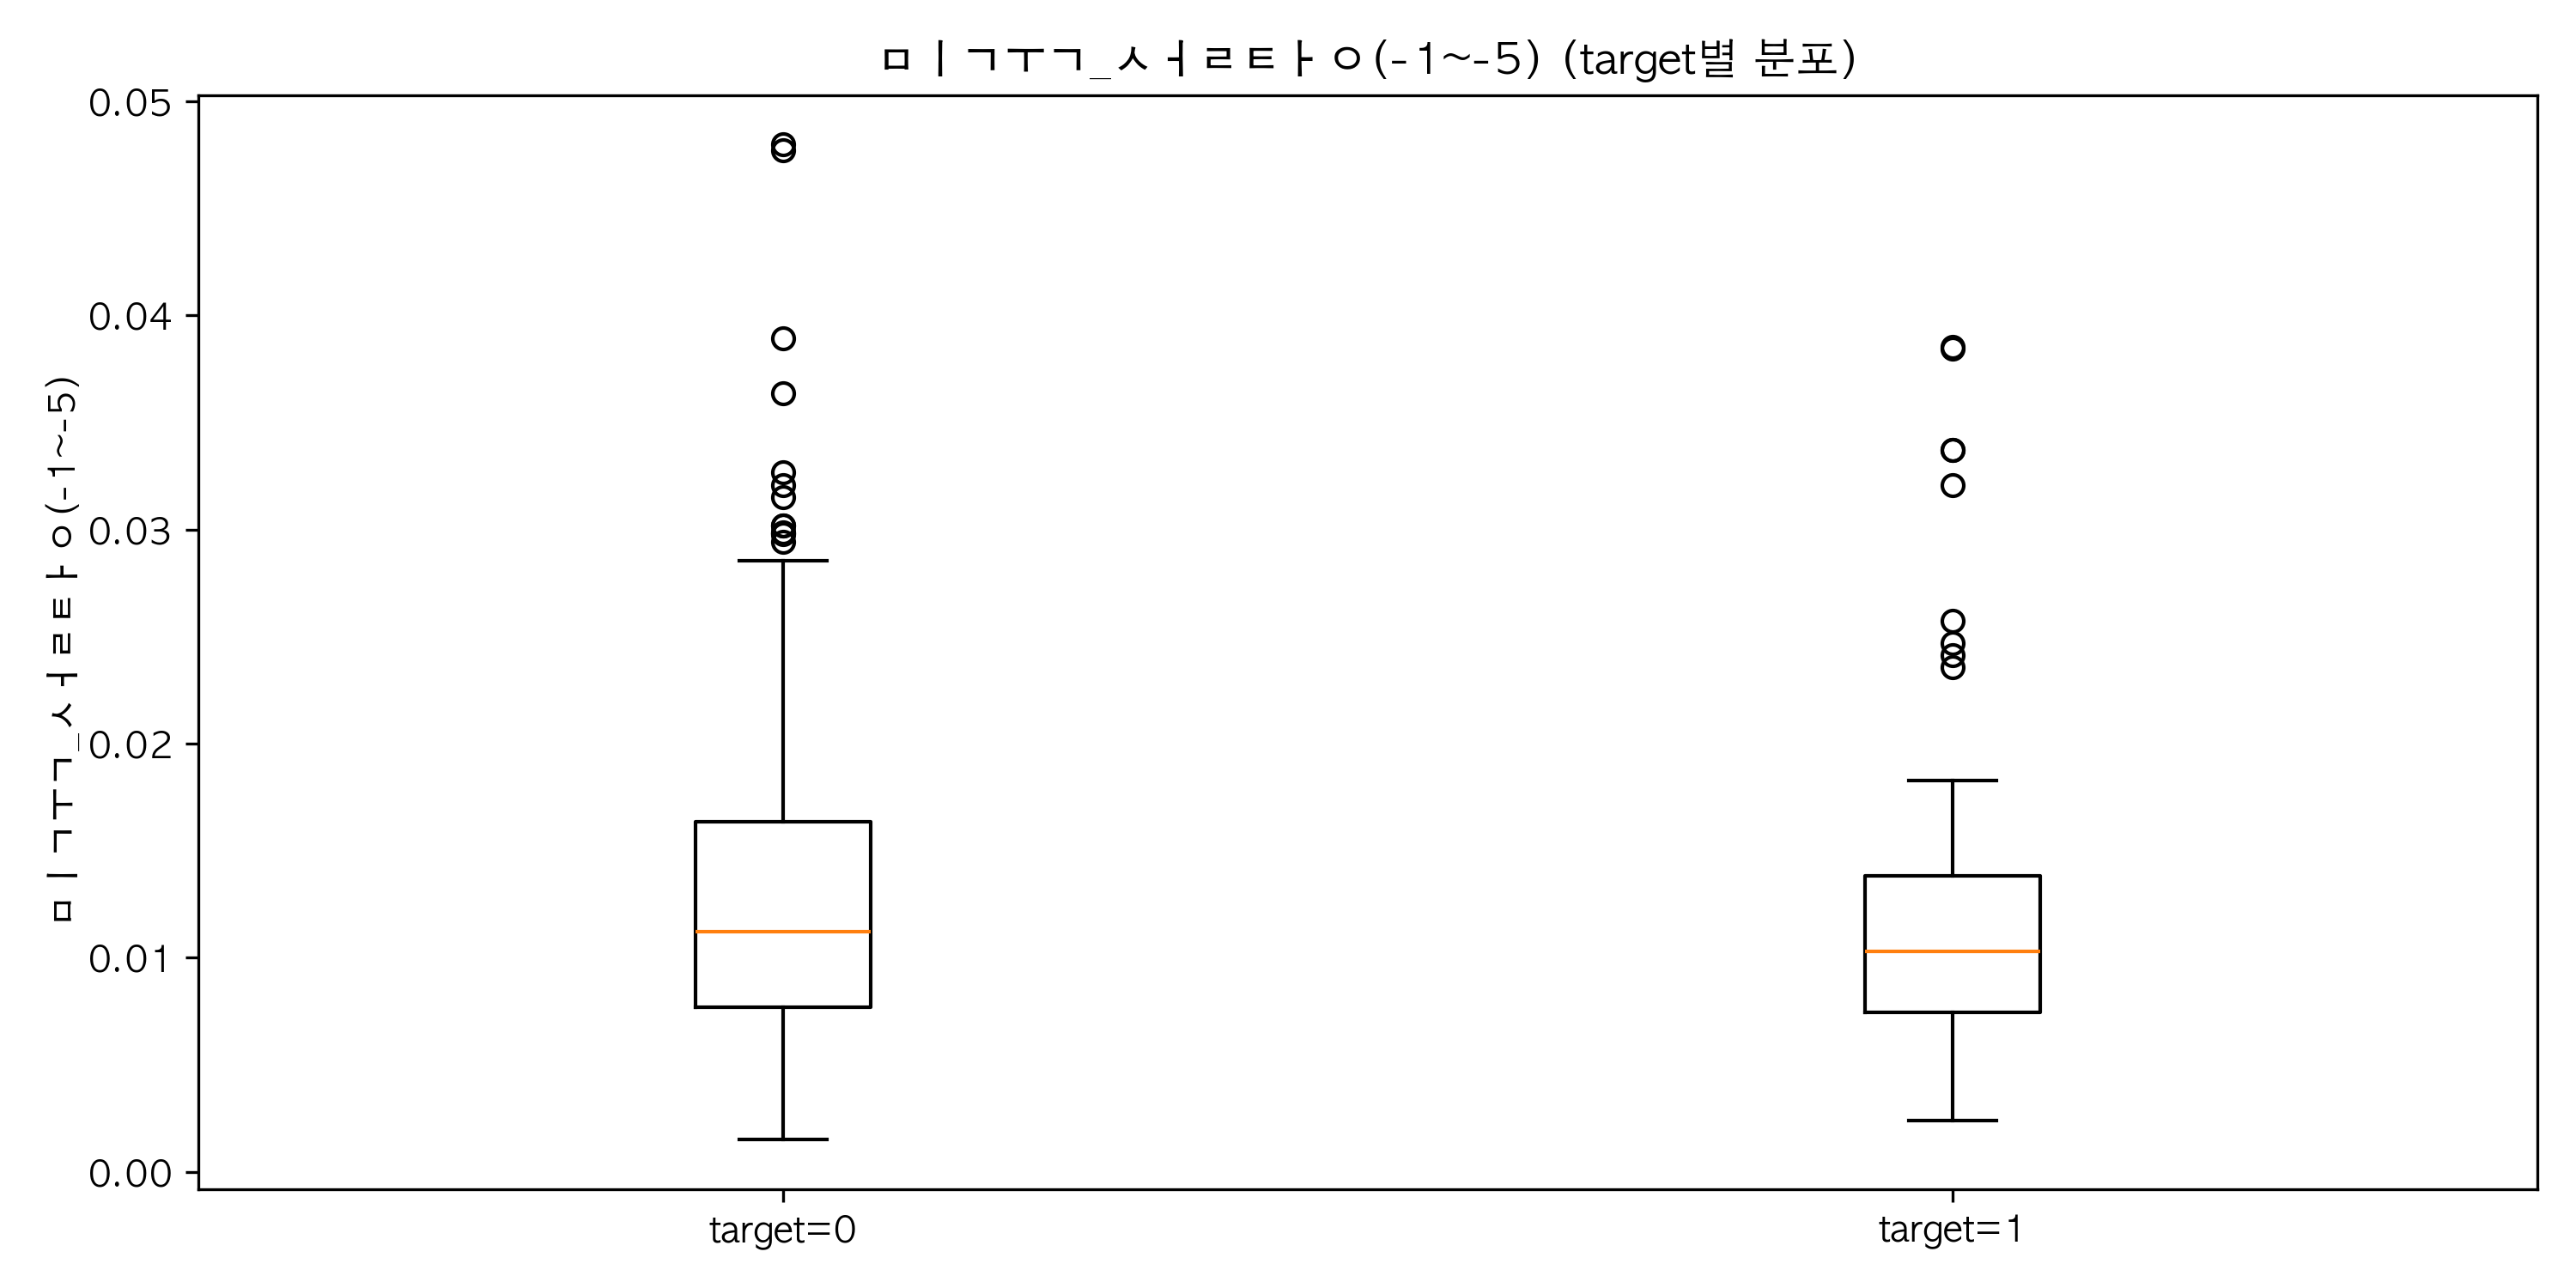 ㅁㅣㄱㅜㄱ_ㅅㅓㄹㅌㅏㅇ(-1~-5) (target별 분포)
ㅁㅣㄱㅜㄱ_ㅅㅓㄹㅌㅏㅇ(-1~-5)
0.05
0.04
0.03
0.02
0.01
0.00
target=0
target=1